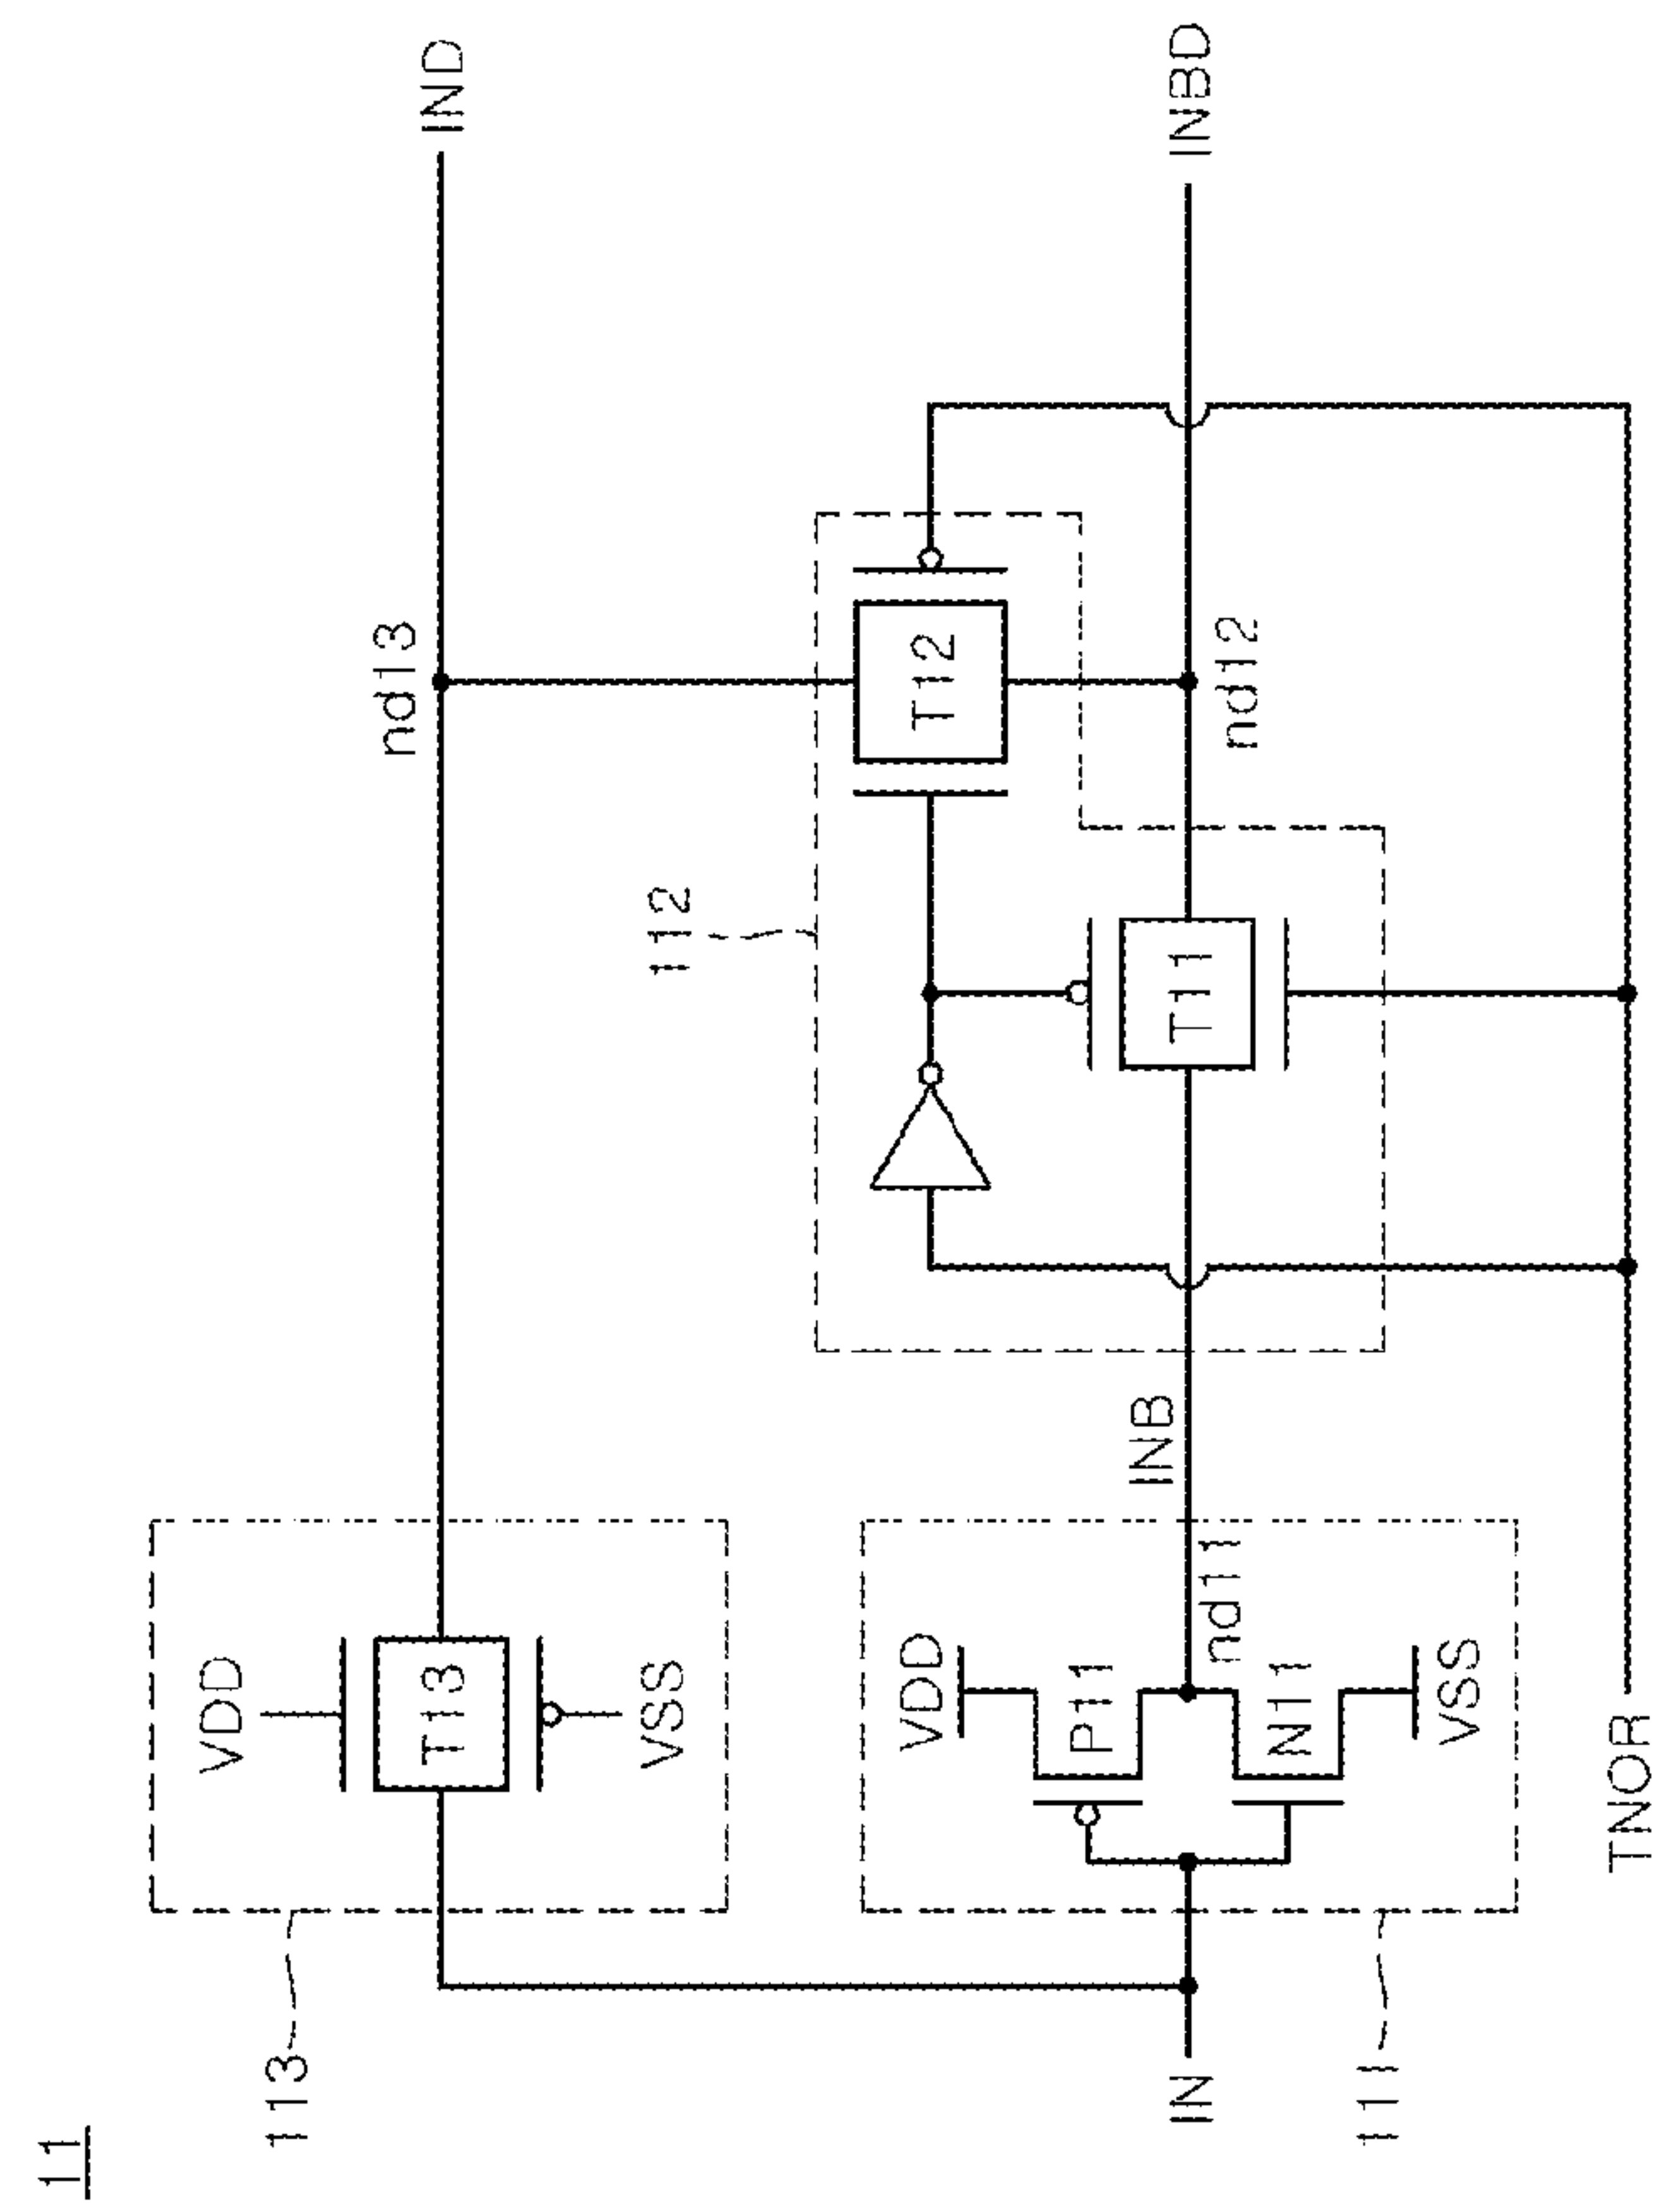 11
113
VDD
T13
VSS
nd13
IND
112
T12
VDD
P11
nd11
N11
VSS
INB
T11
nd12
INBD
IN
111
TNOR